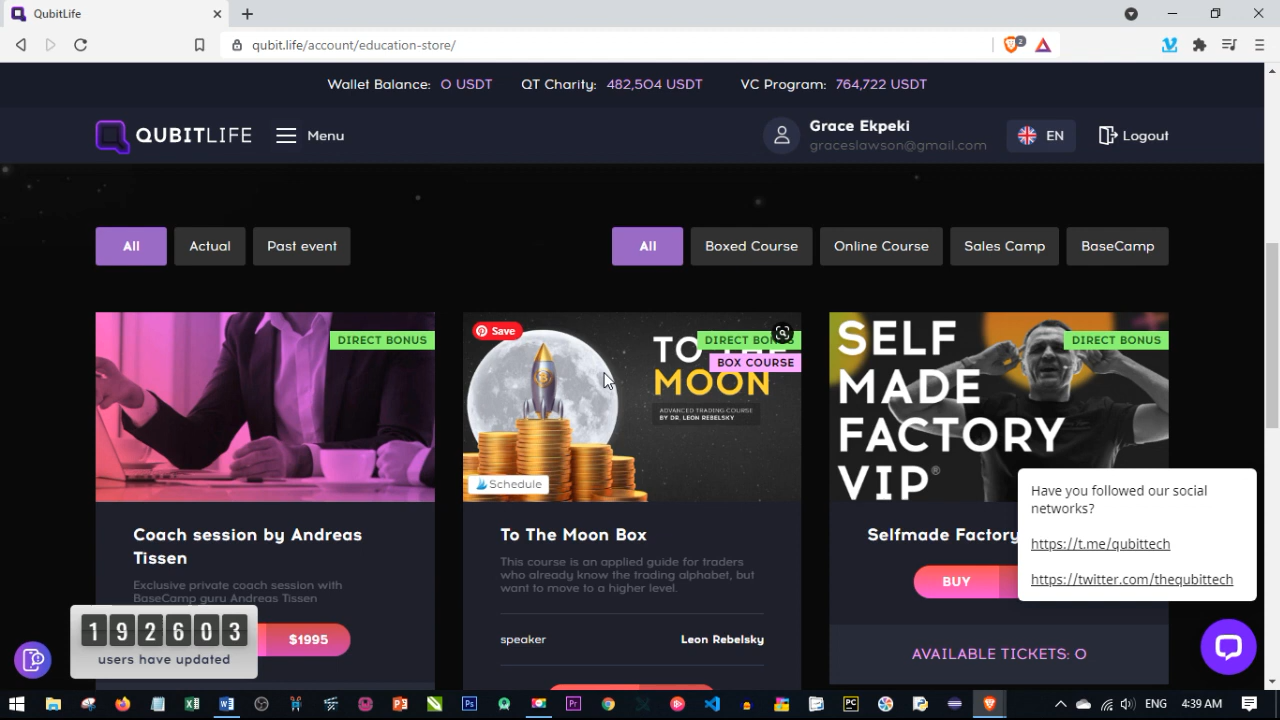 QubitLife
qubit.life/account/education-store/
2
Wallet Balance: 0 USDT QT Charity: 482,504 USDT VC Program: 764,722 USDT
QUBITLIFE Menu
Grace Ekpeki
graceslawson@gmail.com
EN
Logout
All Actual Past event
All Boxed Course Online Course Sales Camp BaseCamp
DIRECT BONUS
Coach session by Andreas
Tissen
Exclusive private coach session with
BaseCamp guru Andreas Tissen
$1995
Save
TO THE
MOON
DIRECT BONUS
BOX COURSE
ADVANCED TRADING COURSE
BY DR. LEON REBELSKY
Schedule
To The Moon Box
This course is an applied guide for traders
who already know the trading alphabet, but
want to move to a higher level.
speaker Leon Rebelsky
SELF
MADE
FACTORY
VIP®
DIRECT BONUS
Selfmade Factory
BUY
AVAILABLE TICKETS: 0
Have you followed our social
networks?
https://t.me/qubittech
https://twitter.com/thequbittech
192603
users have updated
ENG 4:39 AM